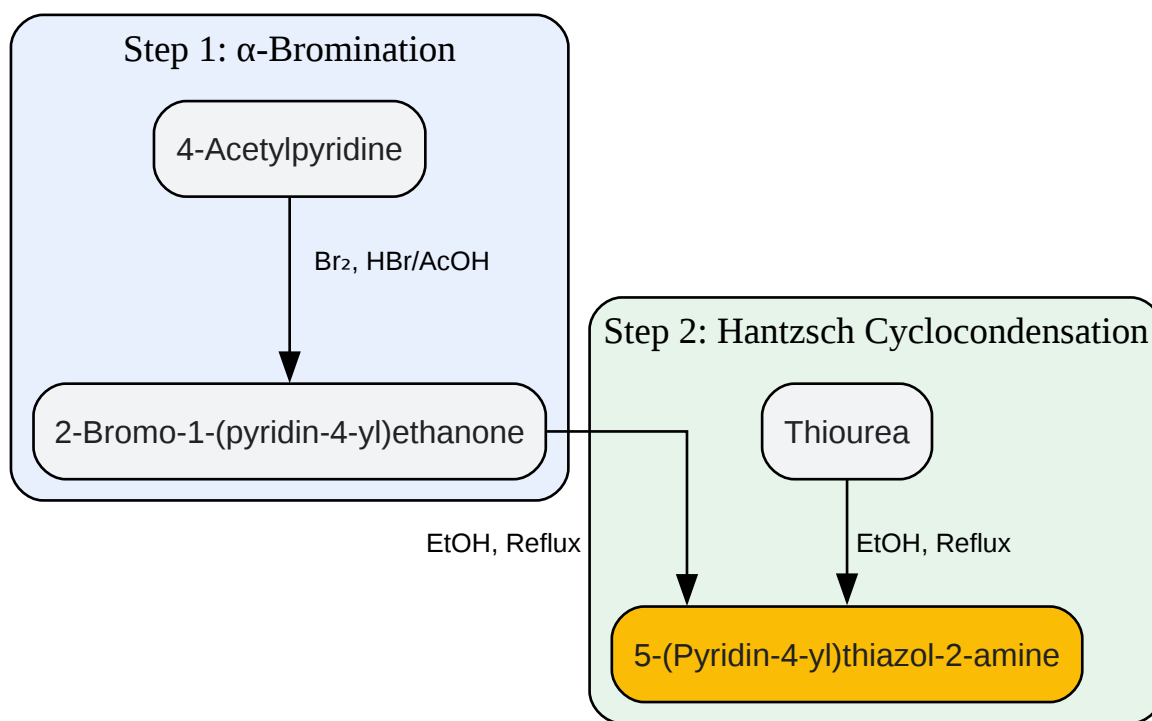 Step 1: α-Bromination
4-Acetylpyridine
Br₂, HBr/AcOH
2-Bromo-1-(pyridin-4-yl)ethanone
Step 2: Hantzsch Cyclocondensation
Thiourea
EtOH, Reflux
EtOH, Reflux
5-(Pyridin-4-yl)thiazol-2-amine